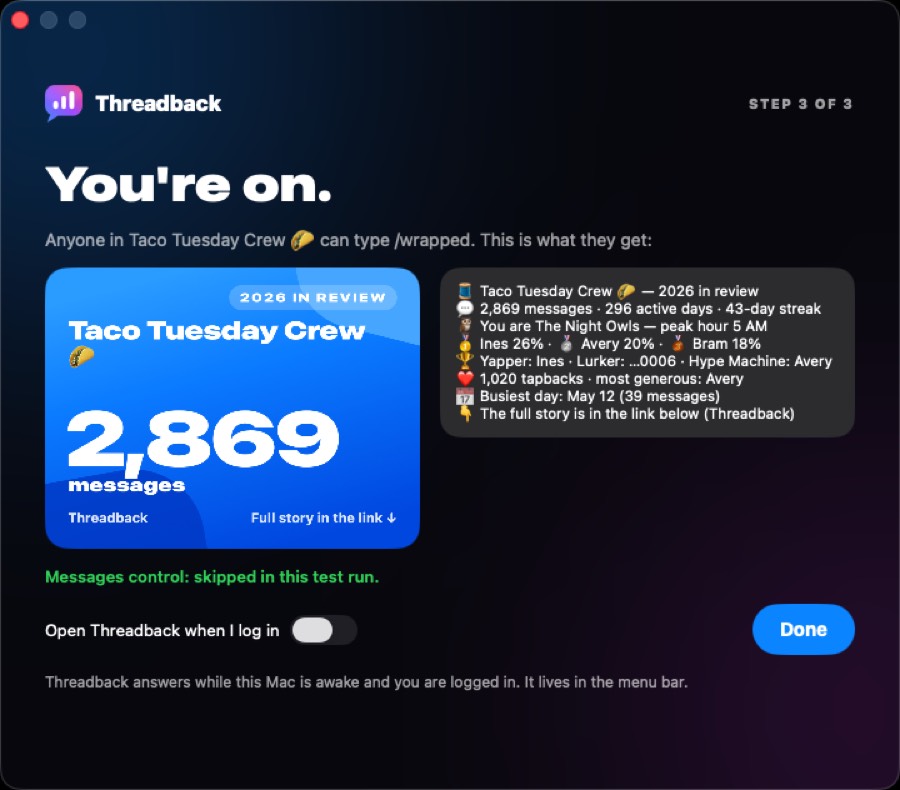 Threadback
STEP 3 OF 3
You're on.
Anyone in Taco Tuesday Crew 🌮 can type /wrapped. This is what they get:
2026 IN REVIEW
Taco Tuesday Crew
🌮
2,869
messages
Threadback
Full story in the link ↓
🧵 Taco Tuesday Crew 🌮 — 2026 in review
💬 2,869 messages · 296 active days · 43-day streak
🦉 You are The Night Owls — peak hour 5 AM
🥇 Ines 26% · 🥈 Avery 20% · 🥉 Bram 18%
🏆 Yapper: Ines · Lurker: …0006 · Hype Machine: Avery
❤️ 1,020 tapbacks · most generous: Avery
📅 Busiest day: May 12 (39 messages)
👇 The full story is in the link below (Threadback)
Messages control: skipped in this test run.
Open Threadback when I log in
Done
Threadback answers while this Mac is awake and you are logged in. It lives in the menu bar.